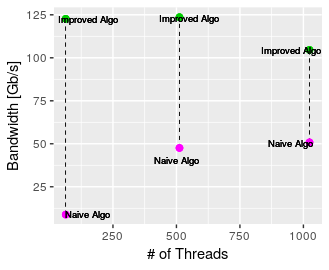 125
100
75
50
25
Bandwidth [Gb/s]
Improved Algo
Improved Algo
Improved Algo
Naive Algo
Naive Algo
Naive Algo
250
500
750
1000
# of Threads